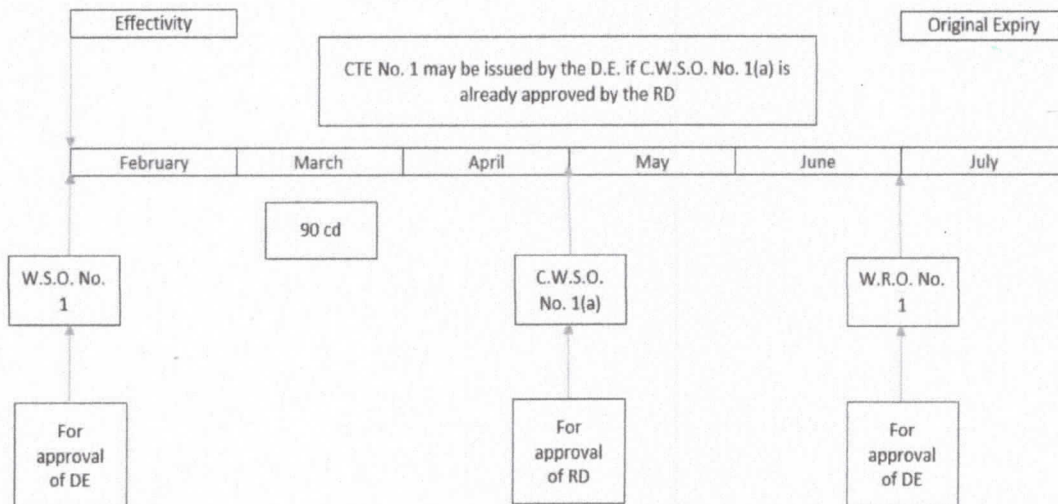 Effectivity
Original Expiry
CTE No. 1 may be issued by the D.E. if C.W.S.O. No. 1(a) is
already approved by the RD
February
March
April
May
June
July
90 cd
W.S.O. No.
1
C.W.S.O.
No. 1(a)
W.R.O. No.
1
For
approval
of DE
For
approval
of RD
For
approval
of DE